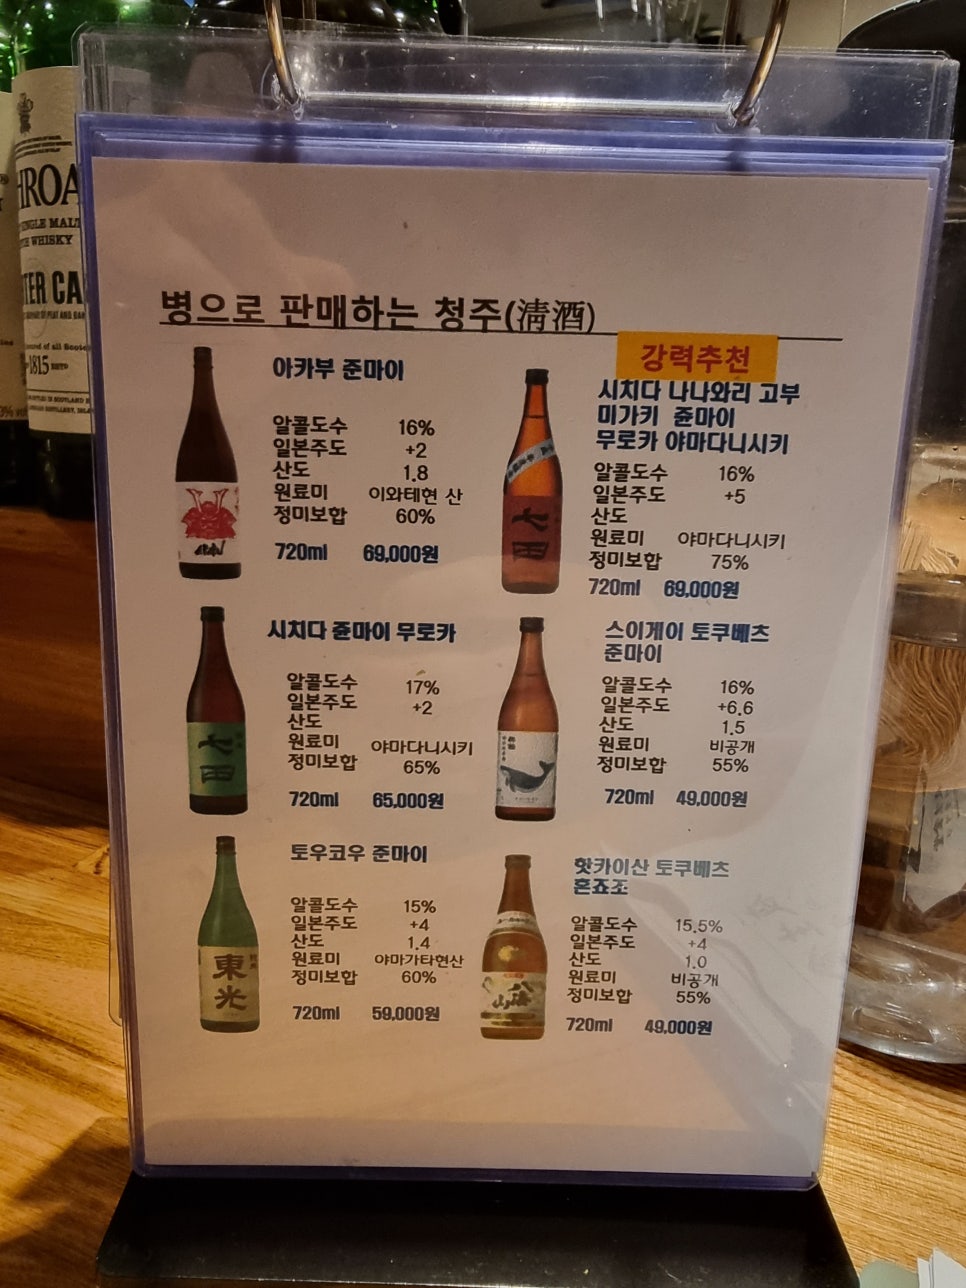 병으로 판매하는 청주(淸酒)
아카부 준마이
알콜도수 16%
일본주도 +2
산도 1.8
원료미 이와테현 산
정미보합 60%
720ml 69,000원
강력추천
시치다 나나와리 고부
미가키 쥰마이
무로카 야마다니시키
알콜도수 16%
일본주도 +5
산도
원료미 야마다니시키
정미보합 75%
720ml 69,000원
시치다 쥰마이 무로카
알콜도수 17%
일본주도 +2
산도
원료미 야마다니시키
정미보합 65%
720ml 65,000원
스이게이 토쿠베츠
준마이
알콜도수 16%
일본주도 +6.6
산도 1.5
원료미 비공개
정미보합 55%
720ml 49,000원
토우코우 준마이
알콜도수 15%
일본주도 +4
산도 1.4
원료미 야마가타현산
정미보합 60%
720ml 59,000원
핫카이산 토쿠베츠
혼죠조
알콜도수 15.5%
일본주도 +4
산도 1.0
원료미 비공개
정미보합 55%
720ml 49,000원
七田
七田
東光
八海山
WHISKY
1815